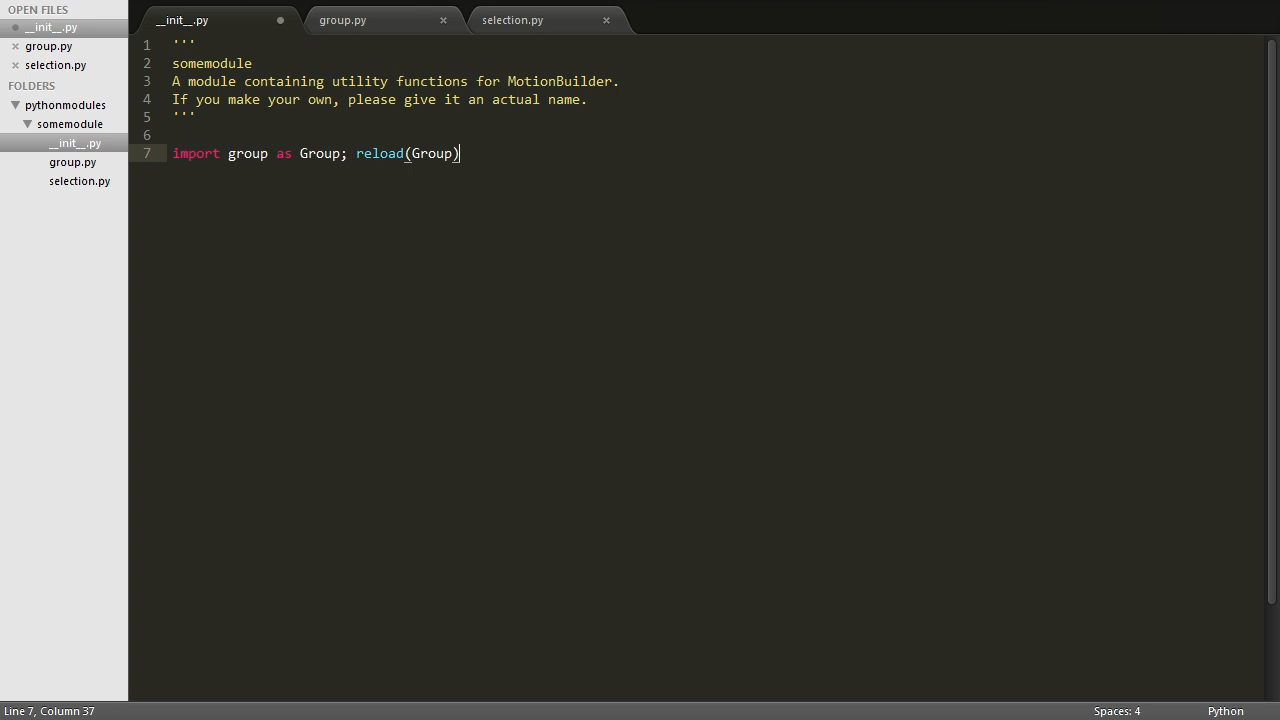 OPEN FILES
__init__.py
group.py
selection.py
FOLDERS
pythonmodules
somemodule
__init__.py
group.py
selection.py
__init__.py
group.py
selection.py
1 '''
2 somemodule
3 A module containing utility functions for MotionBuilder.
4 If you make your own, please give it an actual name.
5 '''
6
7 import group as Group; reload(Group)
Line 7, Column 37
Spaces: 4
Python